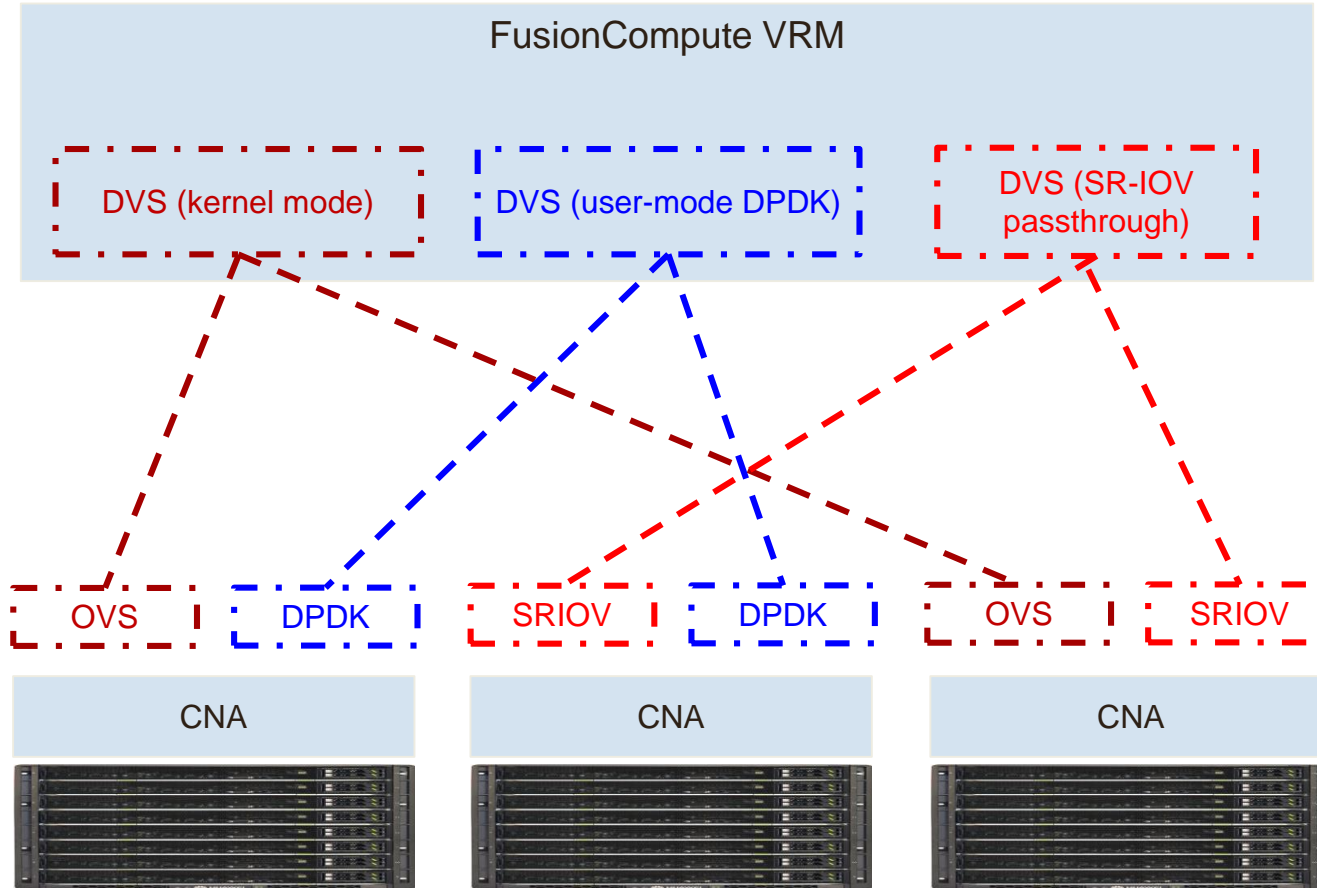 FusionCompute VRM
DVS (kernel mode)
DVS (user-mode DPDK)
DVS (SR-IOV
passthrough)
OVS
DPDK
SRIOV
DPDK
OVS
SRIOV
CNA
CNA
CNA